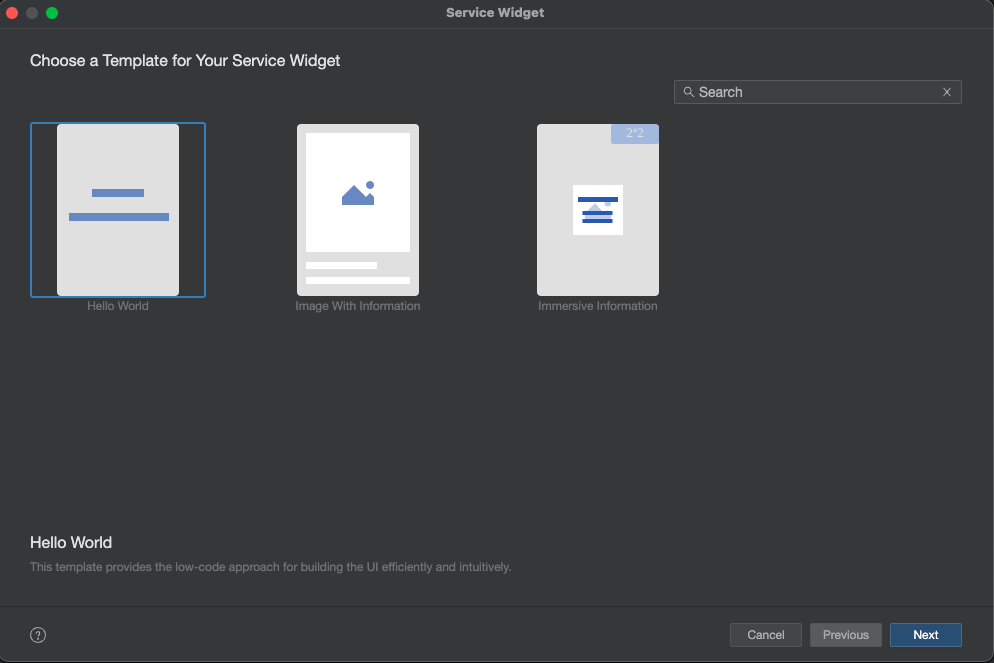 Service Widget
Choose a Template for Your Service Widget
Search
2*2
Hello World
Image With Information
Immersive Information
Hello World
This template provides the low-code approach for building the UI efficiently and intuitively.
?
Cancel
Previous
Next